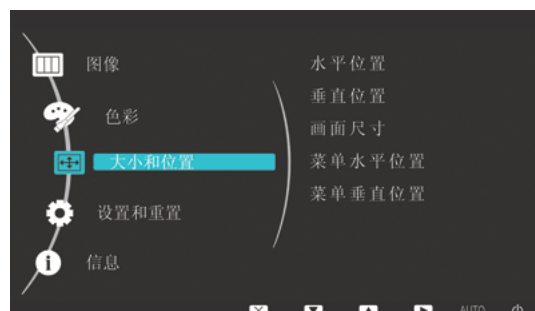 图像
色彩
大小和位置
设置和重置
信息
水平位置
垂直位置
画面尺寸
菜单水平位置
菜单垂直位置
AUTO